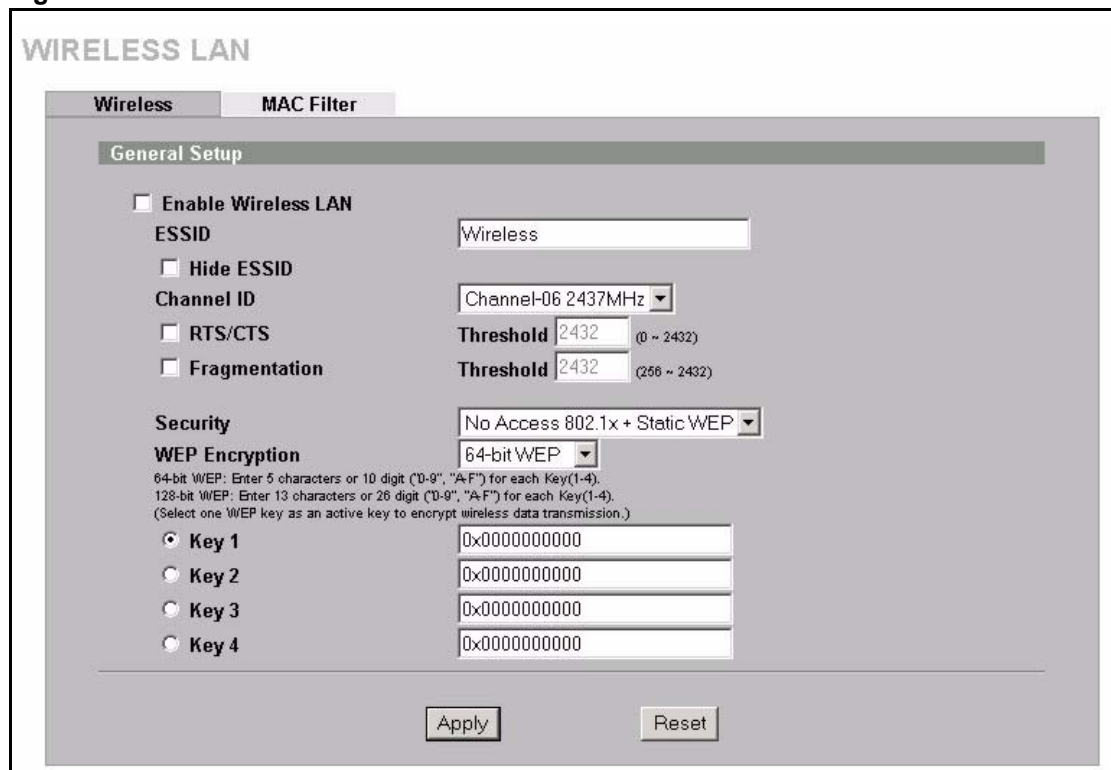 WIRELESS LAN
Wireless MAC Filter
General Setup
Enable Wireless LAN
ESSID Wireless
Hide ESSID
Channel ID Channel-06 2437MHz
RTS/CTS Threshold 2432 (0 ~ 2432)
Fragmentation Threshold 2432 (256 ~ 2432)
Security No Access 802.1x + Static WEP
WEP Encryption 64-bit WEP
64-bit WEP: Enter 5 characters or 10 digit ("0-9", "A-F") for each Key(1-4).
128-bit WEP: Enter 13 characters or 26 digit ("0-9", "A-F") for each Key(1-4).
(Select one WEP key as an active key to encrypt wireless data transmission.)
Key 1 0x0000000000
Key 2 0x0000000000
Key 3 0x0000000000
Key 4 0x0000000000
Apply Reset